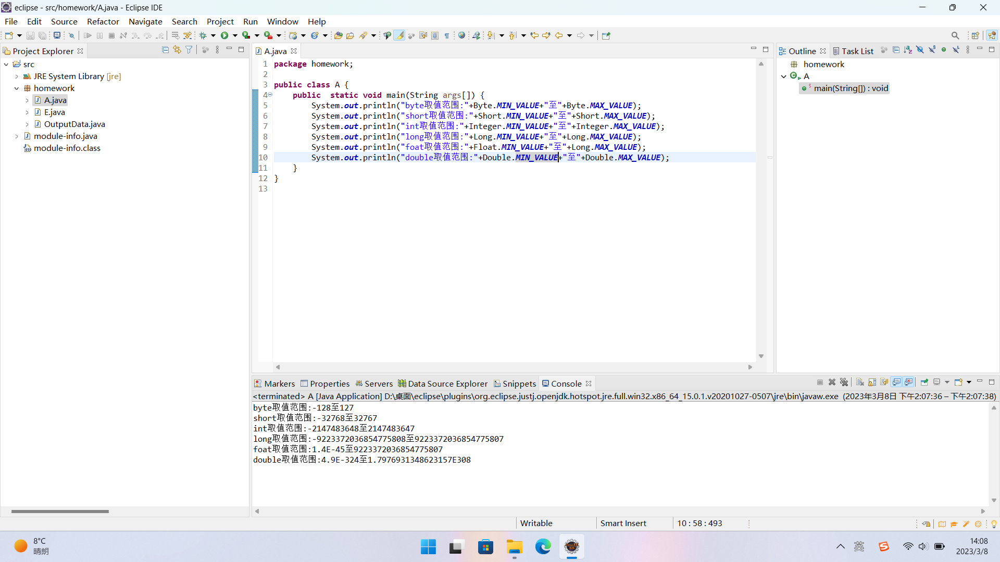 eclipse - src/homework/A.java - Eclipse IDE
File Edit Source Refactor Navigate Search Project Run Window Help
Project Explorer
src
JRE System Library [jre]
homework
A.java
E.java
OutputData.java
module-info.java
module-info.class
A.java
1 package homework;
2
3 public class A {
4 public  static void main(String args[]) {
5 System.out.println("byte取值范围:"+Byte.MIN_VALUE+"至"+Byte.MAX_VALUE);
6 System.out.println("short取值范围:"+Short.MIN_VALUE+"至"+Short.MAX_VALUE);
7 System.out.println("int取值范围:"+Integer.MIN_VALUE+"至"+Integer.MAX_VALUE);
8 System.out.println("long取值范围:"+Long.MIN_VALUE+"至"+Long.MAX_VALUE);
9 System.out.println("foat取值范围:"+Float.MIN_VALUE+"至"+Long.MAX_VALUE);
10 System.out.println("double取值范围:"+Double.MIN_VALUE+"至"+Double.MAX_VALUE);
11 }
12 }
13
Outline Task List
homework
A
main(String[]) : void
Markers Properties Servers Data Source Explorer Snippets Console
<terminated> A [Java Application] D:\桌面\eclipse\plugins\org.eclipse.justj.openjdk.hotspot.jre.full.win32.x86_64_15.0.1.v20201027-0507\jre\bin\javaw.exe (2023年3月8日 下午2:07:36 – 下午2:07:38)
byte取值范围:-128至127
short取值范围:-32768至32767
int取值范围:-2147483648至2147483647
long取值范围:-9223372036854775808至9223372036854775807
foat取值范围:1.4E-45至9223372036854775807
double取值范围:4.9E-324至1.7976931348623157E308
Writable Smart Insert 10 : 58 : 493
8°C
晴朗
英
14:08
2023/3/8